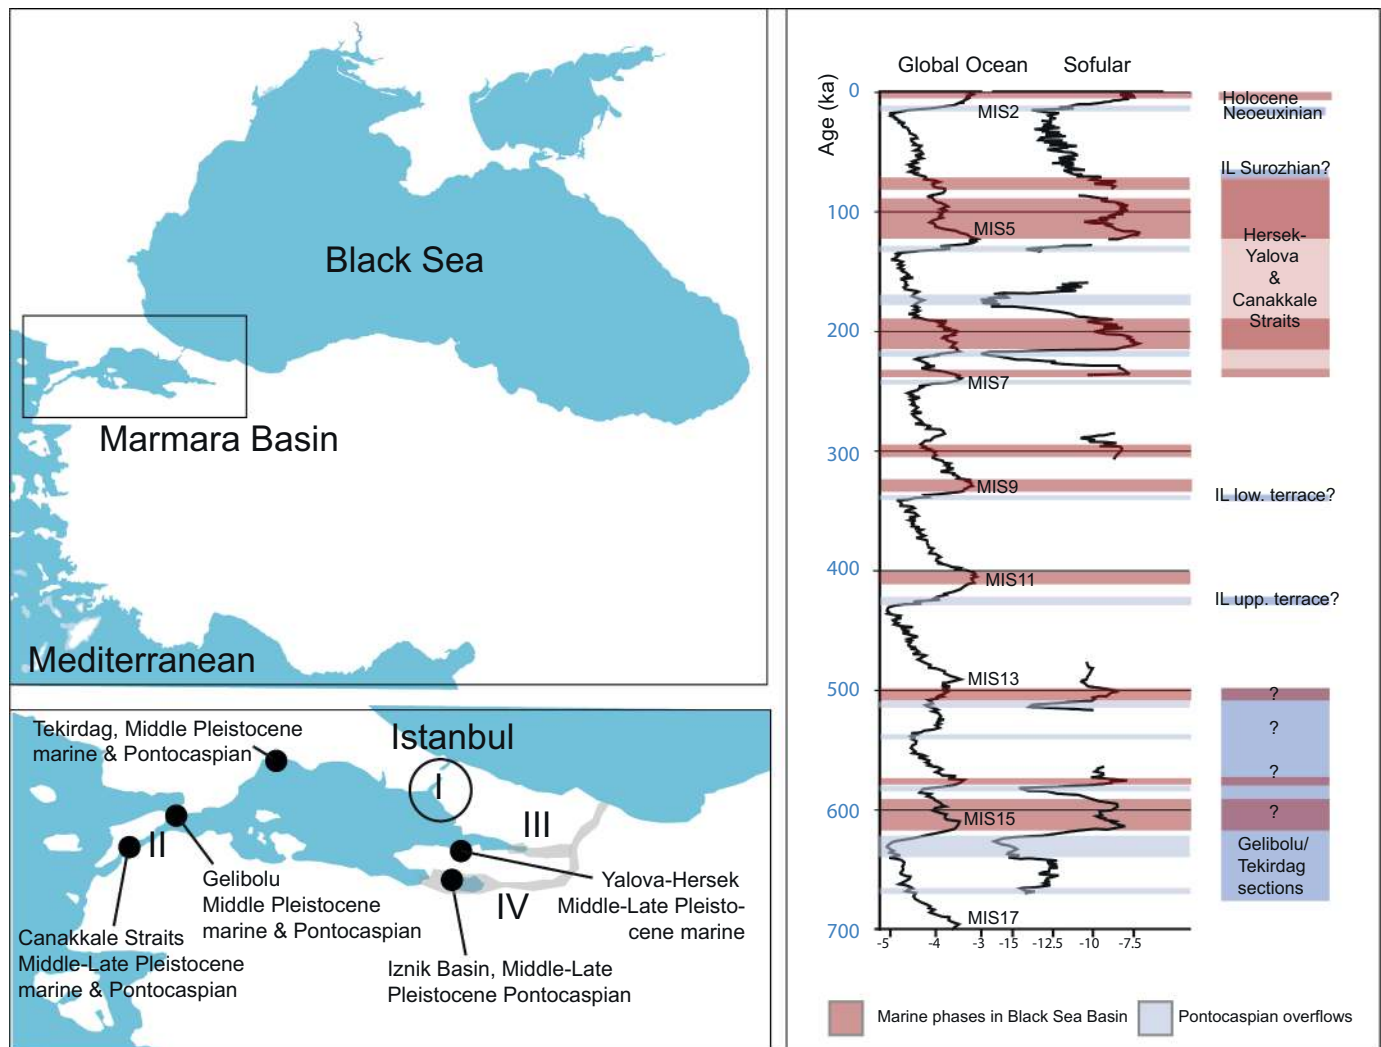 Black Sea
Marmara Basin
Mediterranean
Tekirdag, Middle Pleistocene
marine & Pontocaspian
Istanbul
I
II
III
IV
Gelibolu
Middle Pleistocene
marine & Pontocaspian
Yalova-Hersek
Middle-Late Pleisto-
cene marine
Canakkale Straits
Middle-Late Pleistocene
marine & Pontocaspian
Iznik Basin, Middle-Late
Pleistocene Pontocaspian
Global Ocean Sofular
Age (ka)
0
100
200
300
400
500
600
700
MIS2
MIS5
MIS7
MIS9
MIS11
MIS13
MIS15
MIS17
-5 -4 -3 -15 -12.5 -10 -7.5
Holocene
Neoeuxinian
IL Surozhian?
Hersek-
Yalova
&
Canakkale
Straits
IL low. terrace?
IL upp. terrace?
?
?
?
?
Gelibolu/
Tekirdag
sections
Marine phases in Black Sea Basin
Pontocaspian overflows